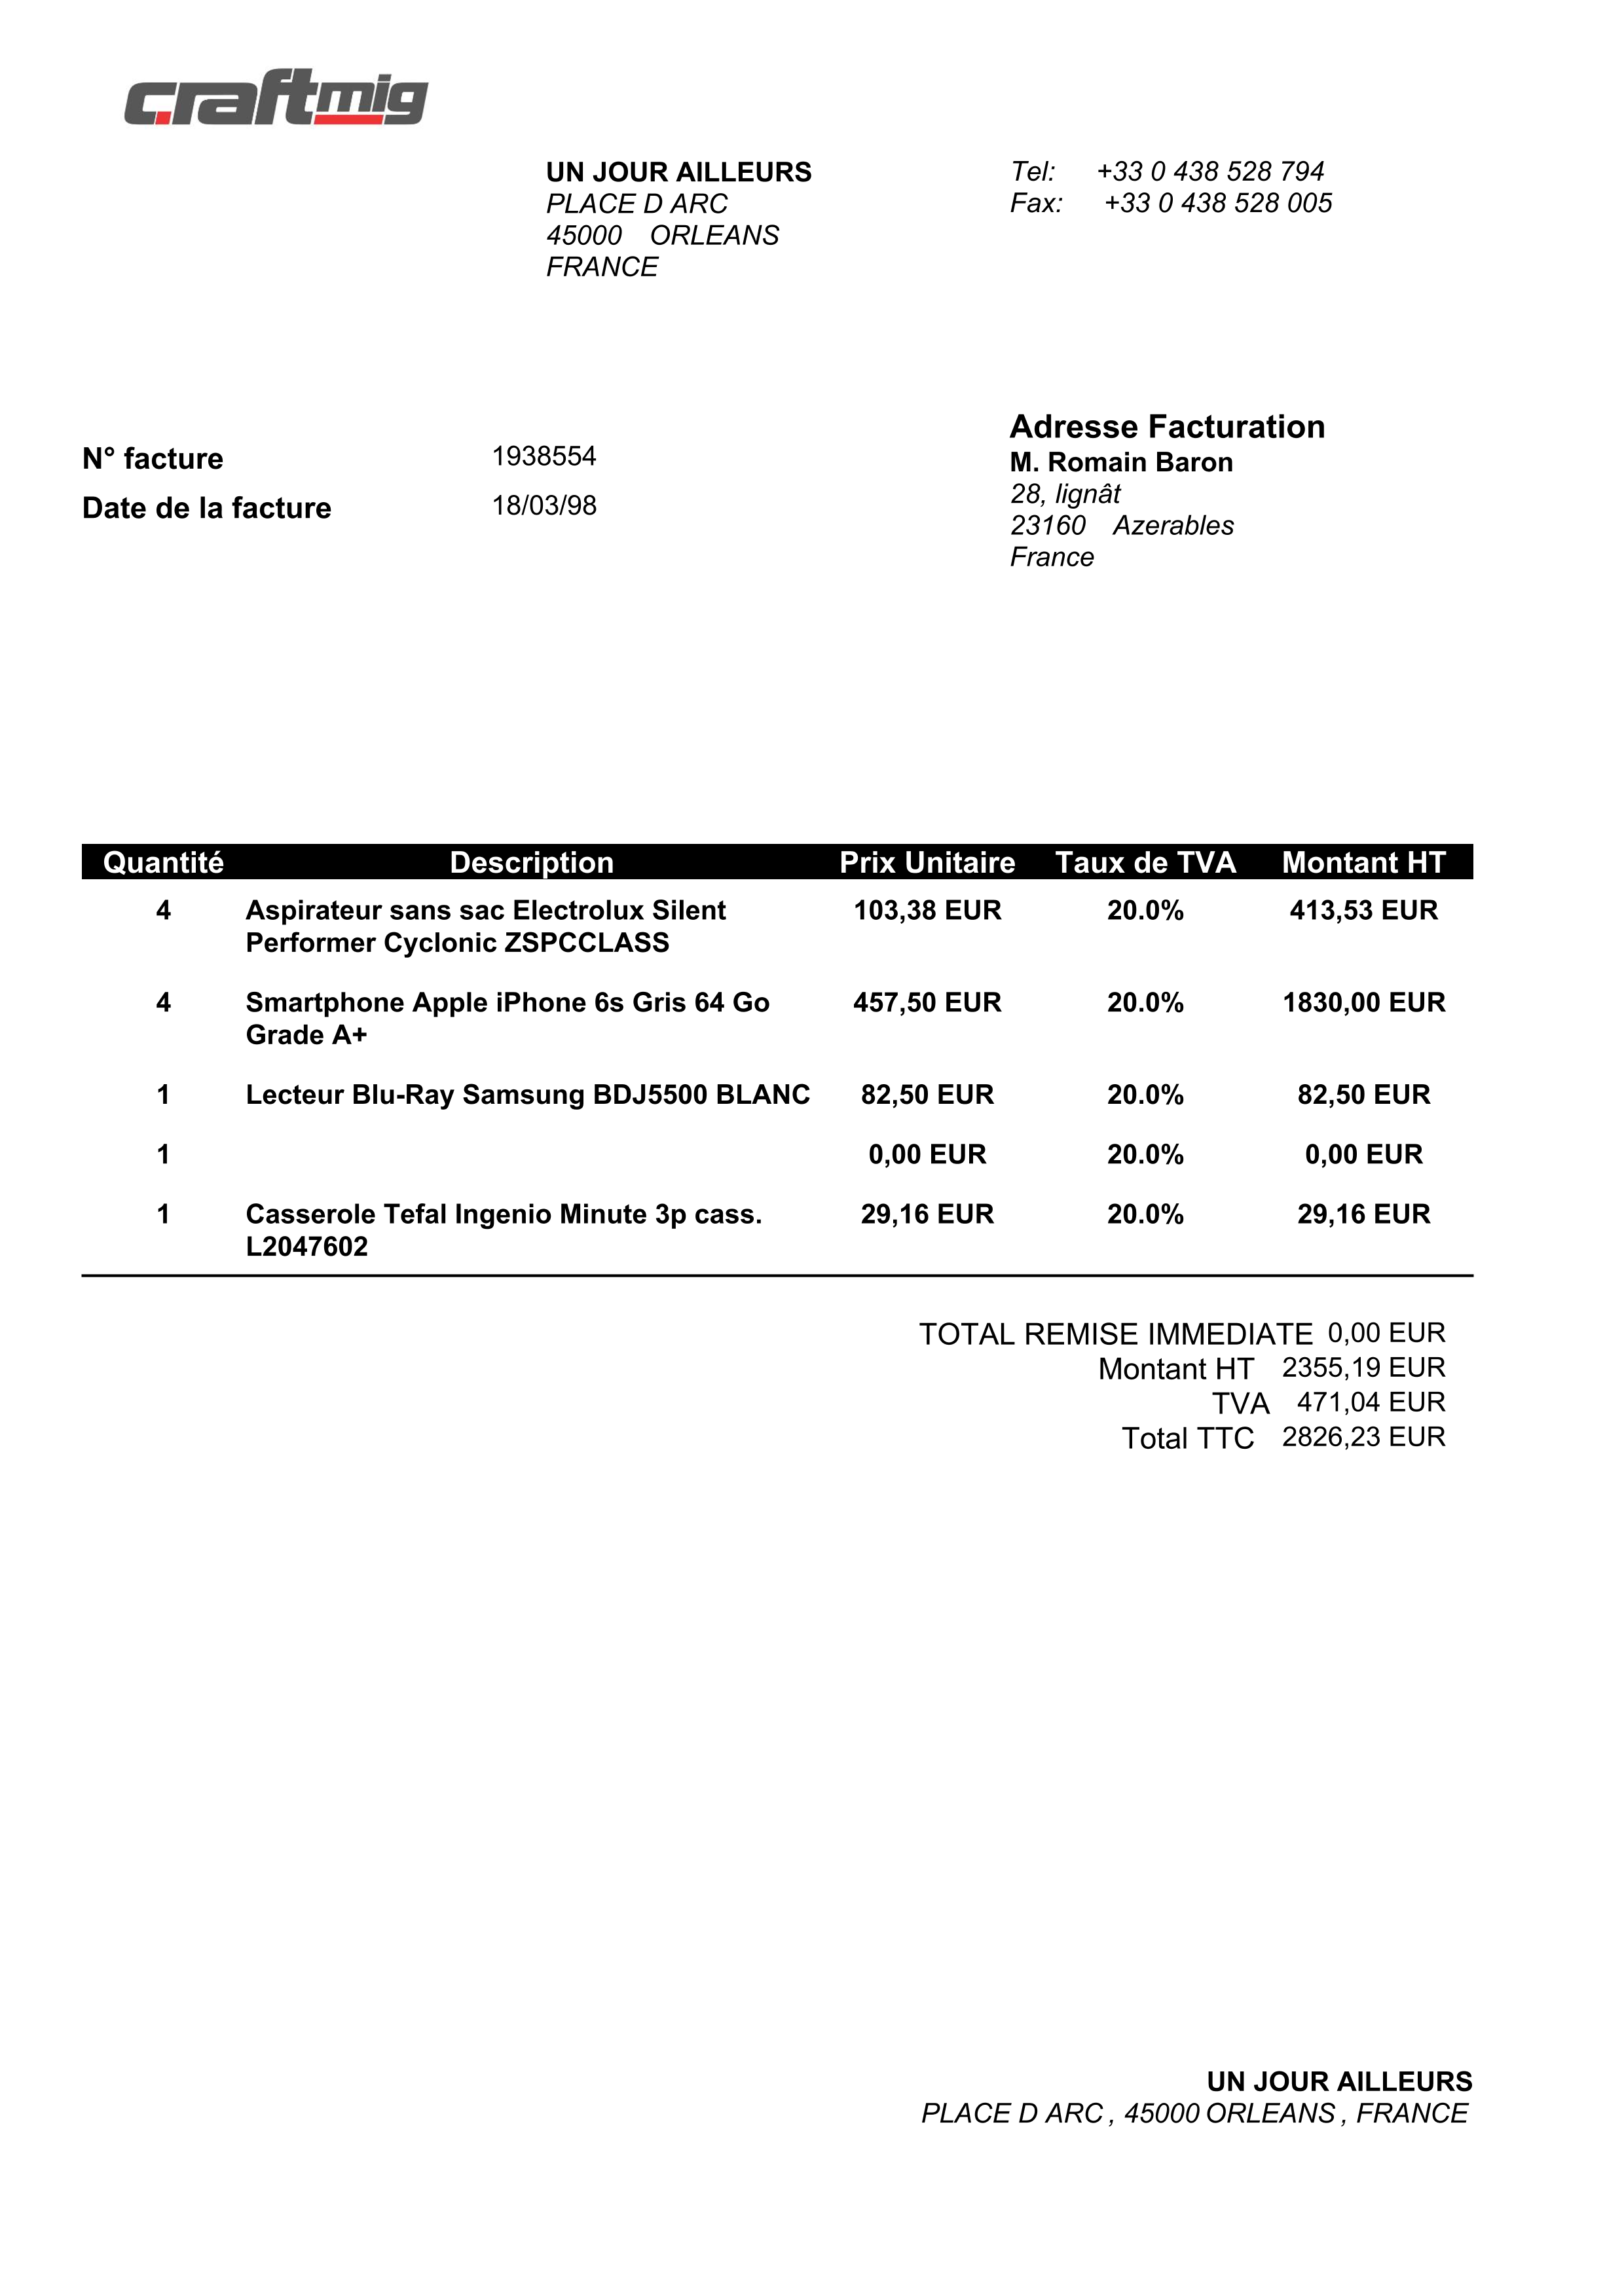 craftmig
UN JOUR AILLEURS
PLACE D ARC
45000 ORLEANS
FRANCE
Tel: +33 0 438 528 794
Fax: +33 0 438 528 005
N° facture 1938554
Date de la facture 18/03/98
Adresse Facturation
M. Romain Baron
28, lignât
23160 Azerables
France
Quantité Description Prix Unitaire Taux de TVA Montant HT
4 Aspirateur sans sac Electrolux Silent 103,38 EUR 20.0% 413,53 EUR
Performer Cyclonic ZSPCCLASS
4 Smartphone Apple iPhone 6s Gris 64 Go 457,50 EUR 20.0% 1830,00 EUR
Grade A+
1 Lecteur Blu-Ray Samsung BDJ5500 BLANC 82,50 EUR 20.0% 82,50 EUR
1 0,00 EUR 20.0% 0,00 EUR
1 Casserole Tefal Ingenio Minute 3p cass. 29,16 EUR 20.0% 29,16 EUR
L2047602
TOTAL REMISE IMMEDIATE 0,00 EUR
Montant HT 2355,19 EUR
TVA 471,04 EUR
Total TTC 2826,23 EUR
UN JOUR AILLEURS
PLACE D ARC , 45000 ORLEANS , FRANCE